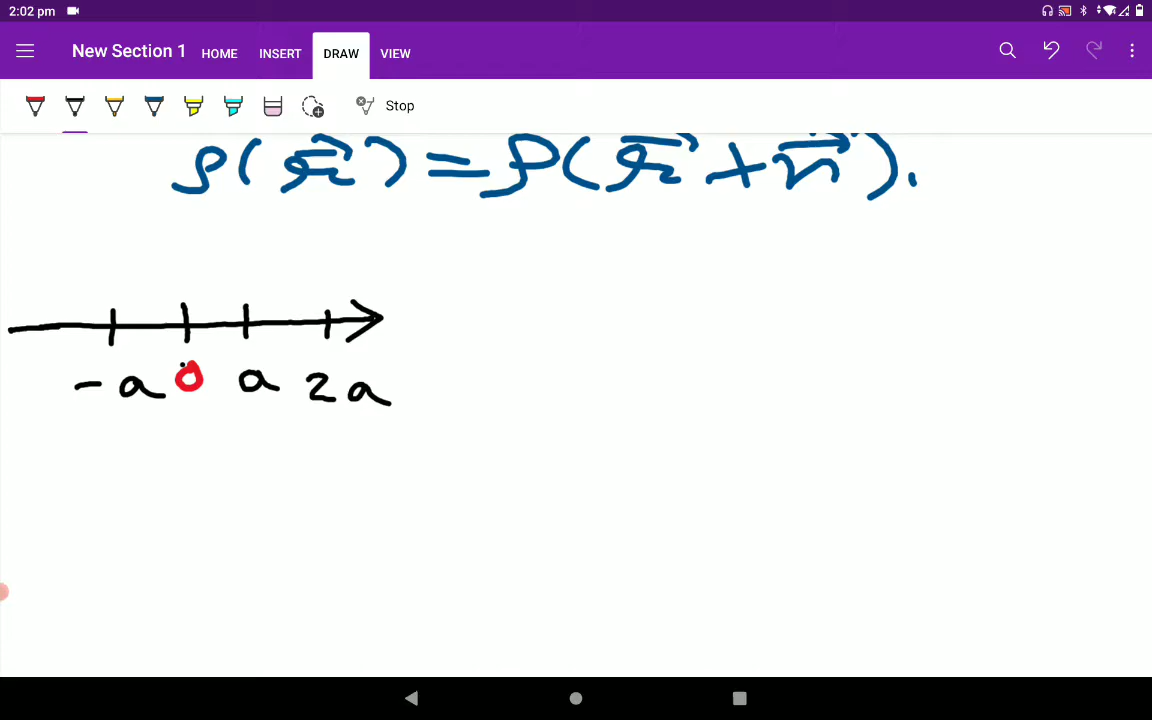 2:02 pm
New Section 1 HOME INSERT DRAW VIEW
Stop
ρ(r⃗) = ρ(r⃗ + n⃗).
-a 0 a 2a